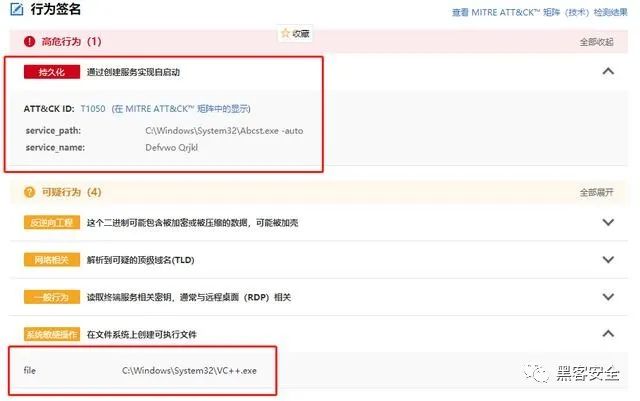 行为签名
查看 MITRE ATT&CK™ 矩阵（技术）检测结果
高危行为（1）
收藏
全部收起
持久化 通过创建服务实现自启动
ATT&CK ID: T1050 (在 MITRE ATT&CK™ 矩阵中的显示)
service_path: C:\Windows\System32\Abcst.exe -auto
service_name: Defvwo Qrjkl
可疑行为（4）
全部展开
反逆向工程 这个二进制可能包含被加密或被压缩的数据，可能被加壳
网络相关 解析到可疑的顶级域名(TLD)
一般行为 读取终端服务相关密钥，通常与远程桌面（RDP）相关
系统敏感操作 在文件系统上创建可执行文件
file C:\Windows\System32\VC++.exe
黑客安全